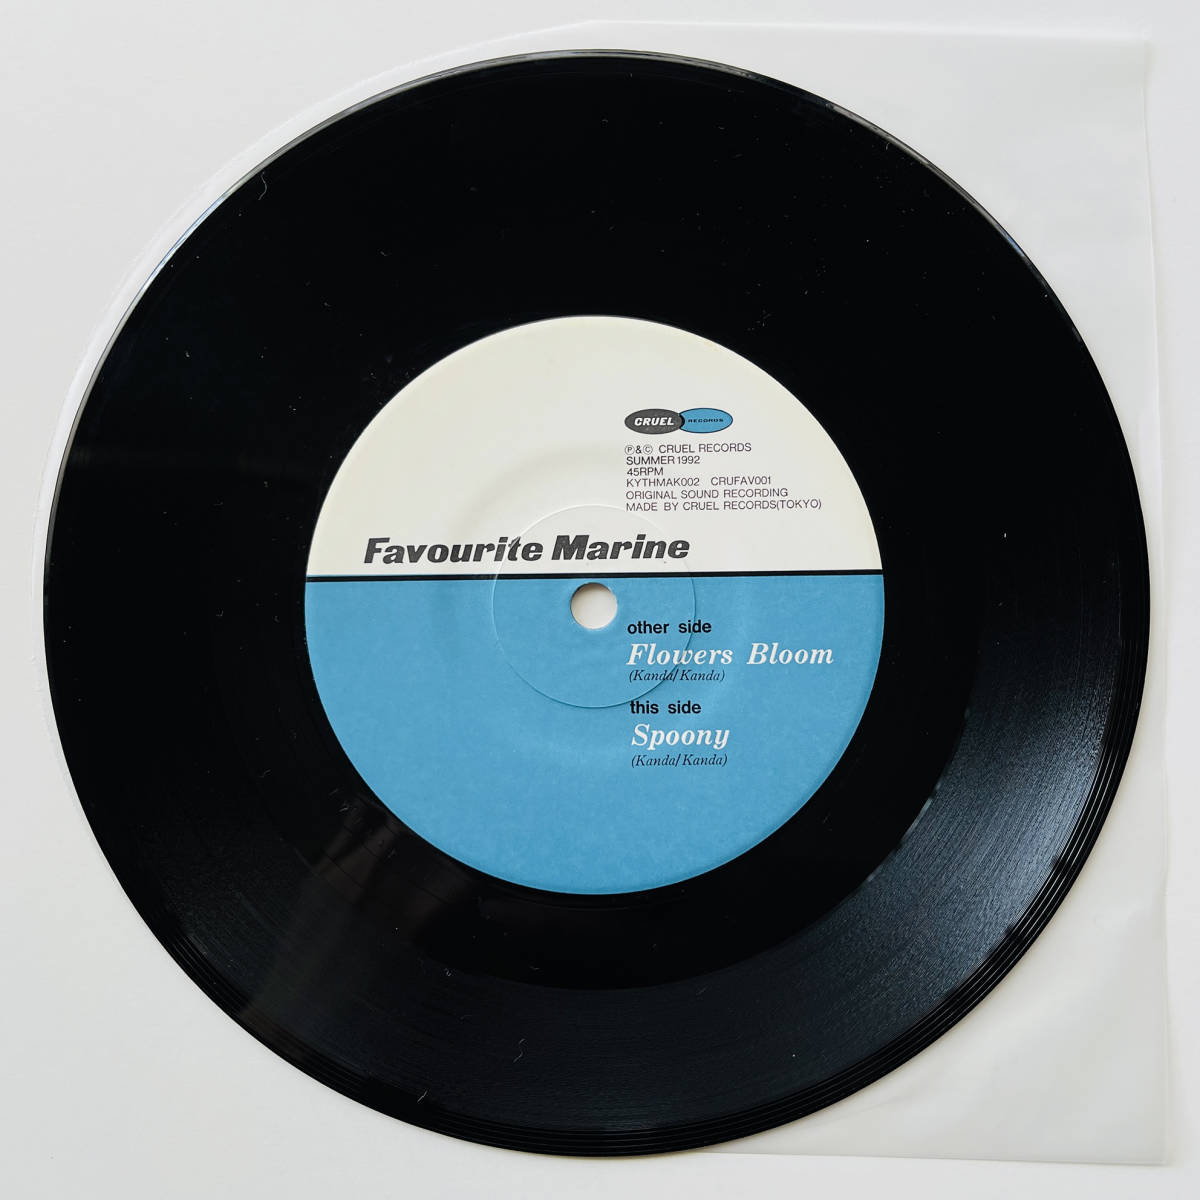 CRUEL RECORDS
Ⓟ&Ⓒ CRUEL RECORDS
SUMMER 1992
45RPM
KYTHMAK002 CRUFAV001
ORIGINAL SOUND RECORDING
MADE BY CRUEL RECORDS(TOKYO)
Favourite Marine
other side
Flowers Bloom
(Kanda/Kanda)
this side
Spoony
(Kanda/Kanda)